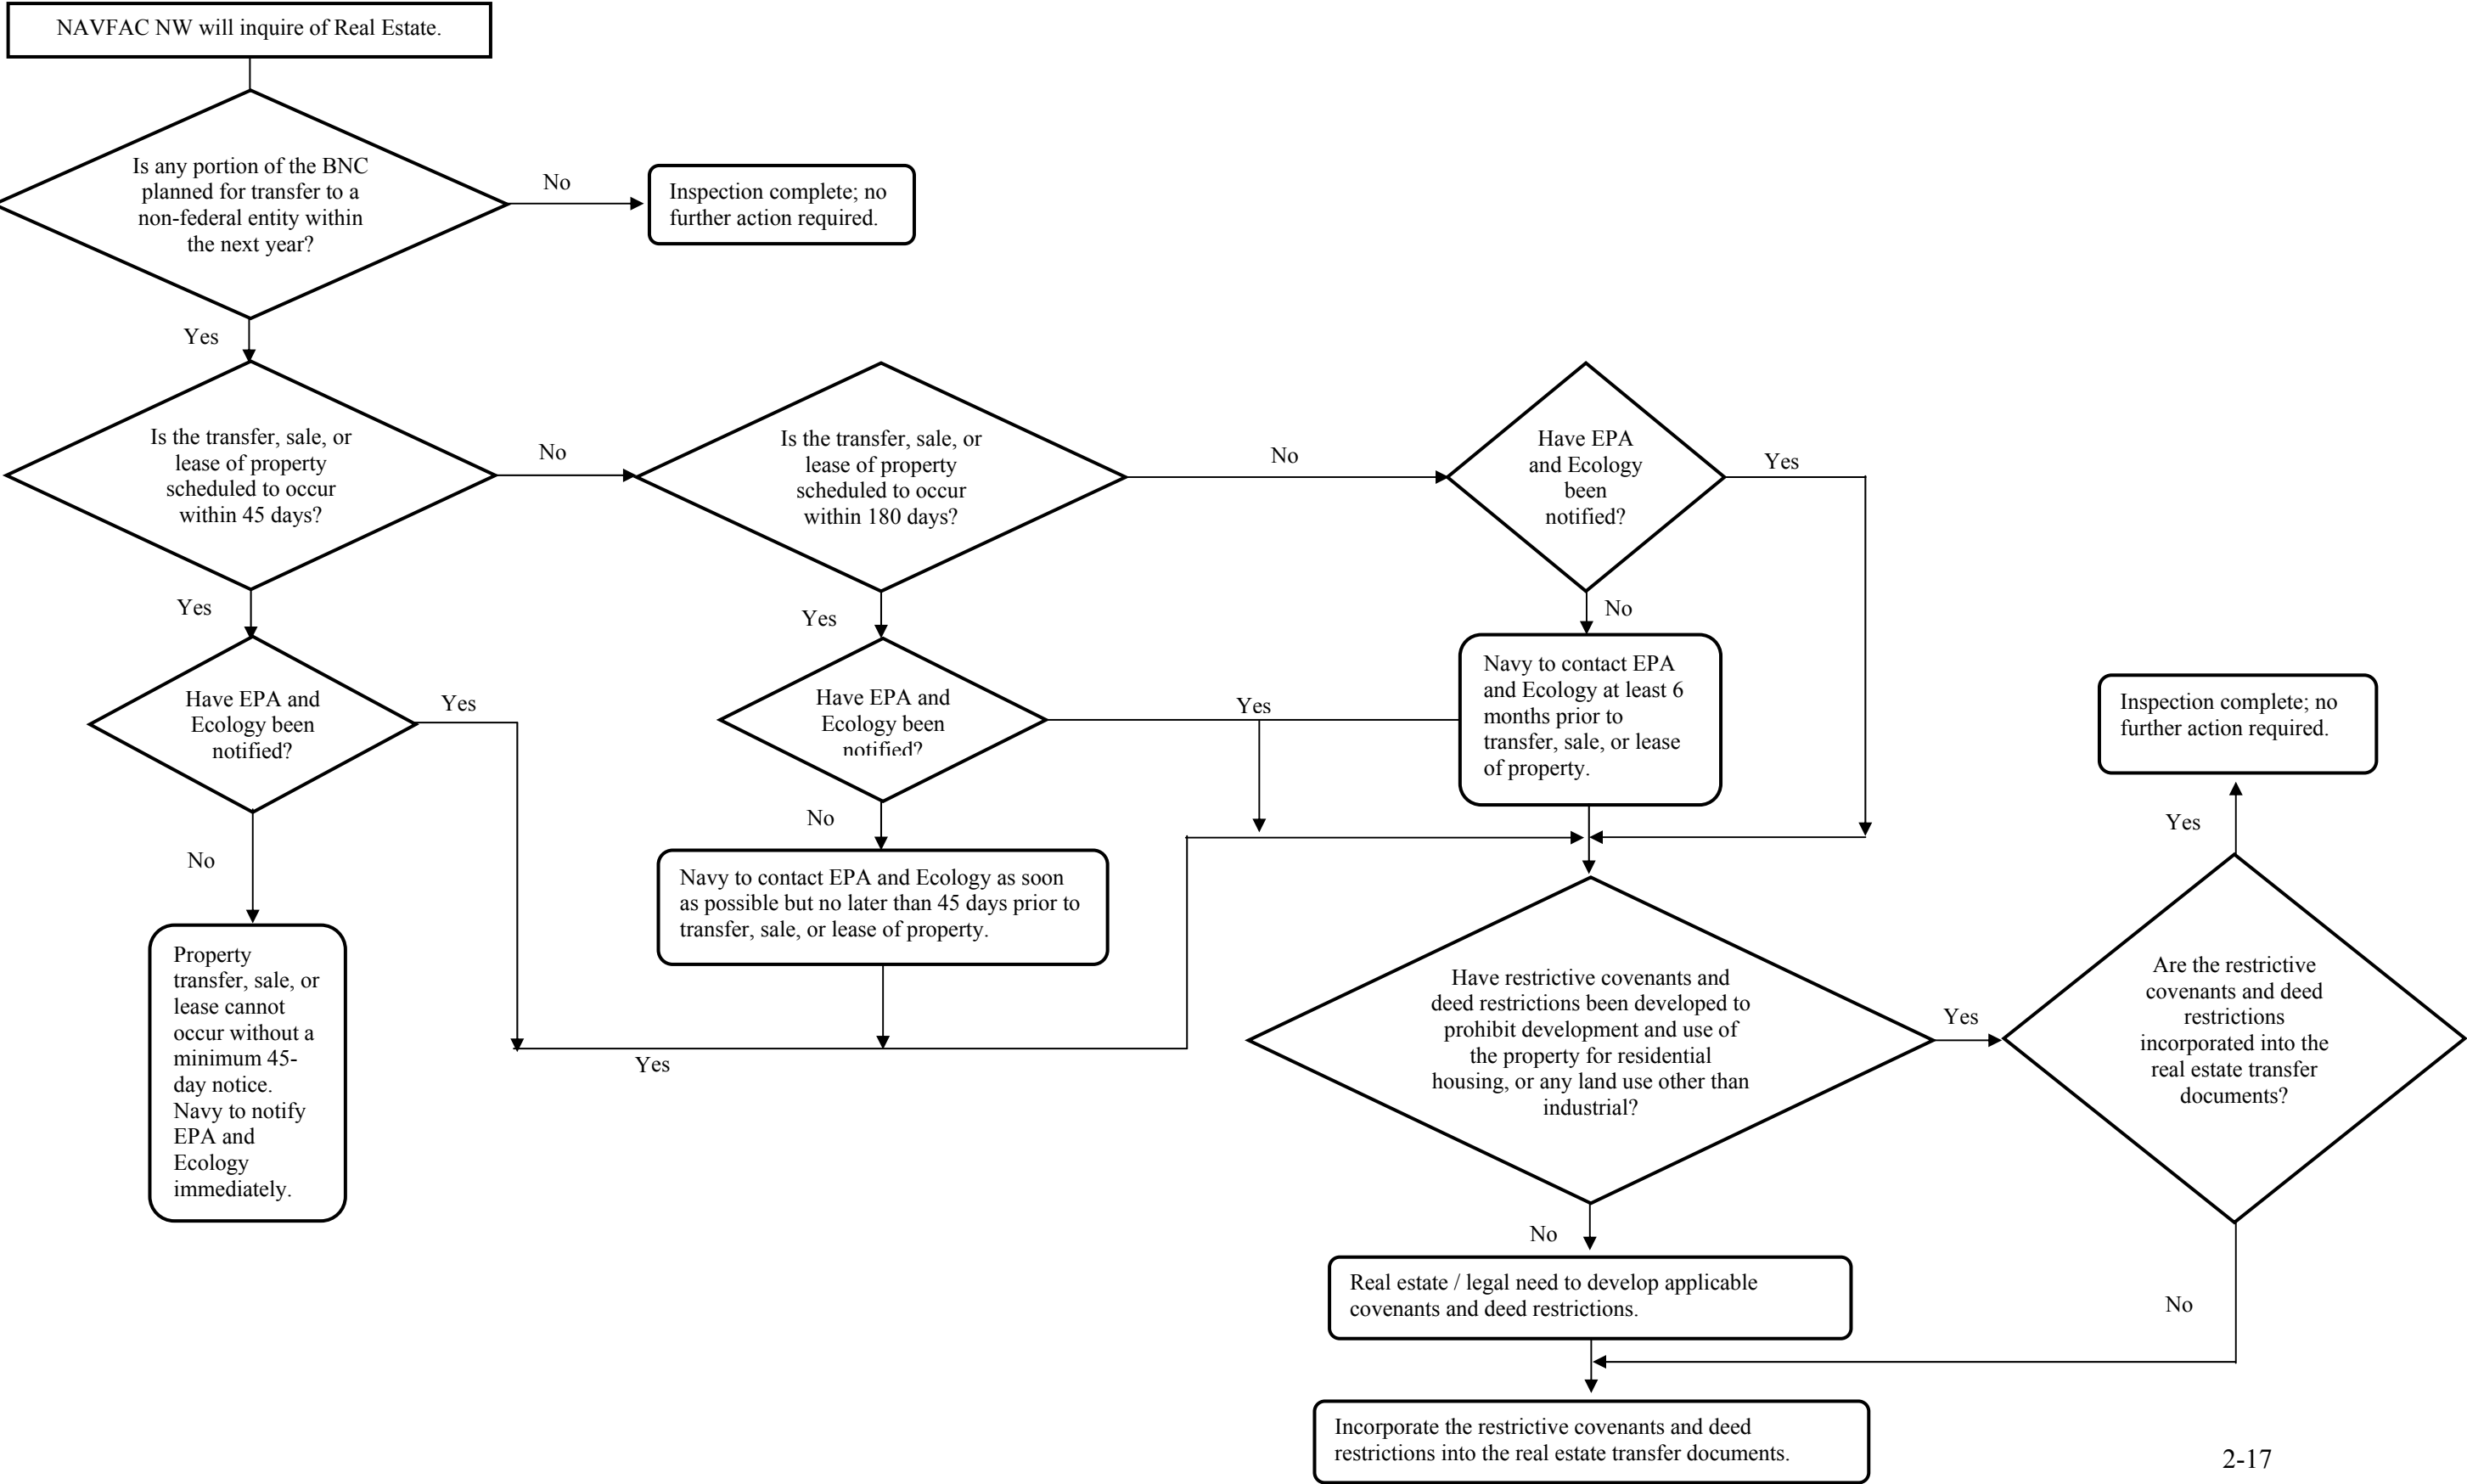 NAVFAC NW will inquire of Real Estate.
Is any portion of the BNC
planned for transfer to a
non-federal entity within
the next year?
No
Inspection complete; no
further action required.
Yes
Is the transfer, sale, or
lease of property
scheduled to occur
within 45 days?
No
Is the transfer, sale, or
lease of property
scheduled to occur
within 180 days?
No
Have EPA
and Ecology
been
notified?
Yes
Yes
Yes
No
Have EPA and
Ecology been
notified?
Yes
Have EPA and
Ecology been
notified?
Yes
Navy to contact EPA
and Ecology at least 6
months prior to
transfer, sale, or lease
of property.
Inspection complete; no
further action required.
No
No
Yes
Navy to contact EPA and Ecology as soon
as possible but no later than 45 days prior to
transfer, sale, or lease of property.
Property
transfer, sale, or
lease cannot
occur without a
minimum 45-
day notice.
Navy to notify
EPA and
Ecology
immediately.
Yes
Have restrictive covenants and
deed restrictions been developed to
prohibit development and use of
the property for residential
housing, or any land use other than
industrial?
Yes
Are the restrictive
covenants and deed
restrictions
incorporated into the
real estate transfer
documents?
No
Real estate / legal need to develop applicable
covenants and deed restrictions.
No
Incorporate the restrictive covenants and deed
restrictions into the real estate transfer documents.
2-17